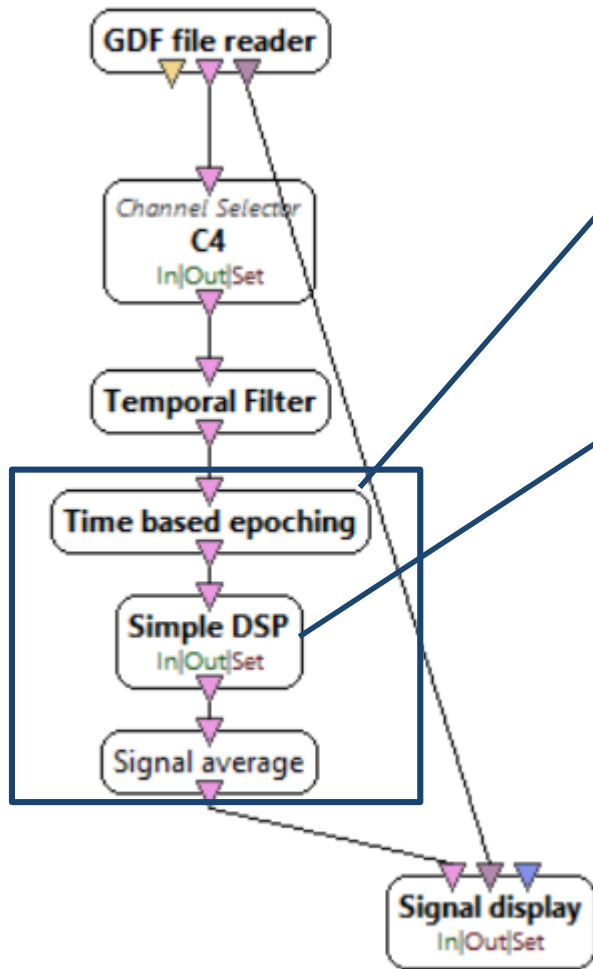 GDF file reader
Channel Selector
C4
In|Out|Set
Temporal Filter
Time based epoching
Simple DSP
In|Out|Set
Signal average
Signal display
In|Out|Set